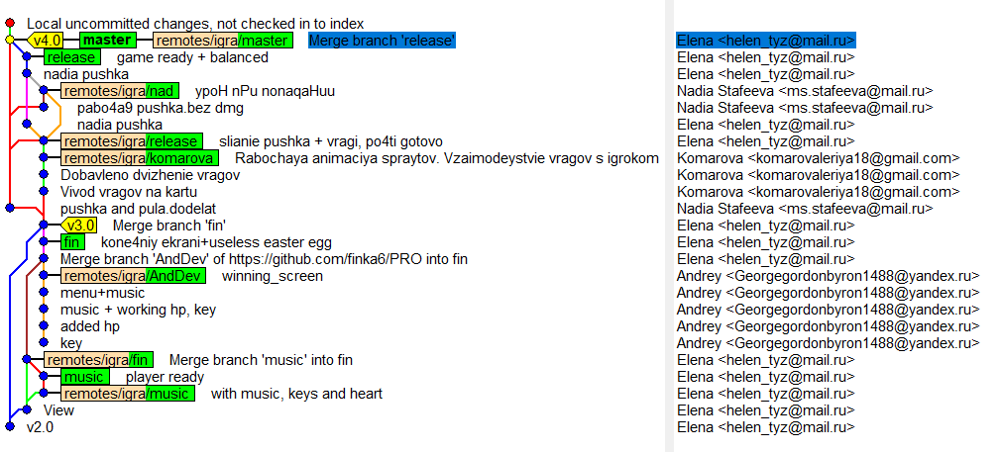 Local uncommitted changes, not checked in to index
v4.0 master remotes/igra/master Merge branch 'release' Elena <helen_tyz@mail.ru>
release game ready + balanced Elena <helen_tyz@mail.ru>
nadia pushka Elena <helen_tyz@mail.ru>
remotes/igra/nad ypoH nPu nonaqaHuu Nadia Stafeeva <ms.stafeeva@mail.ru>
pabo4a9 pushka.bez dmg Nadia Stafeeva <ms.stafeeva@mail.ru>
nadia pushka Elena <helen_tyz@mail.ru>
remotes/igra/release slianie pushka + vragi, po4ti gotovo Elena <helen_tyz@mail.ru>
remotes/igra/komarova Rabochaya animaciya spraytov. Vzaimodeystvie vragov s igrokom Komarova <komarovaleriya18@gmail.com>
Dobavleno dvizhenie vragov Komarova <komarovaleriya18@gmail.com>
Vivod vragov na kartu Komarova <komarovaleriya18@gmail.com>
pushka and pula.dodelat Nadia Stafeeva <ms.stafeeva@mail.ru>
v3.0 Merge branch 'fin' Elena <helen_tyz@mail.ru>
fin kone4niy ekrani+useless easter egg Elena <helen_tyz@mail.ru>
Merge branch 'AndDev' of https://github.com/finka6/PRO into fin Elena <helen_tyz@mail.ru>
remotes/igra/AndDev winning_screen Andrey <Georgegordonbyron1488@yandex.ru>
menu+music Andrey <Georgegordonbyron1488@yandex.ru>
music + working hp, key Andrey <Georgegordonbyron1488@yandex.ru>
added hp Andrey <Georgegordonbyron1488@yandex.ru>
key Andrey <Georgegordonbyron1488@yandex.ru>
remotes/igra/fin Merge branch 'music' into fin Elena <helen_tyz@mail.ru>
music player ready Elena <helen_tyz@mail.ru>
remotes/igra/music with music, keys and heart Elena <helen_tyz@mail.ru>
View Elena <helen_tyz@mail.ru>
v2.0 Elena <helen_tyz@mail.ru>